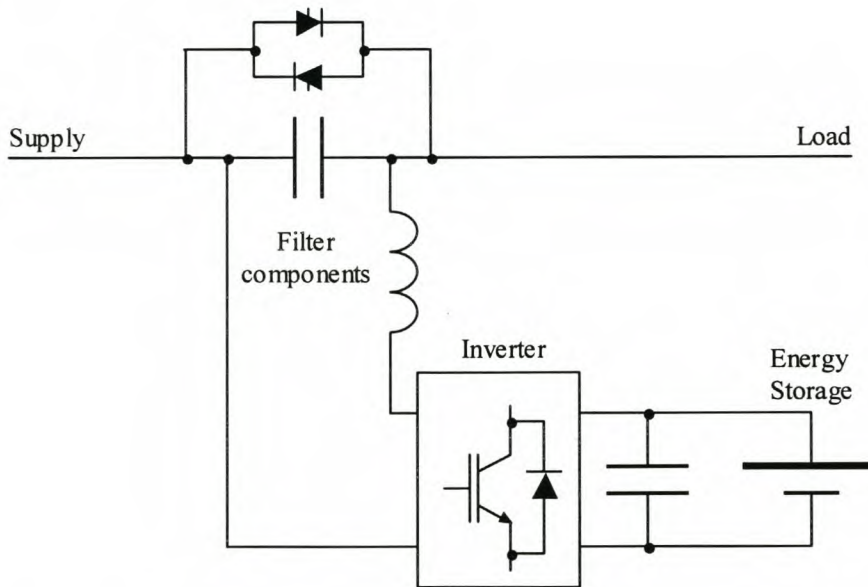 Supply
Load
Filter
components
Inverter
Energy
Storage